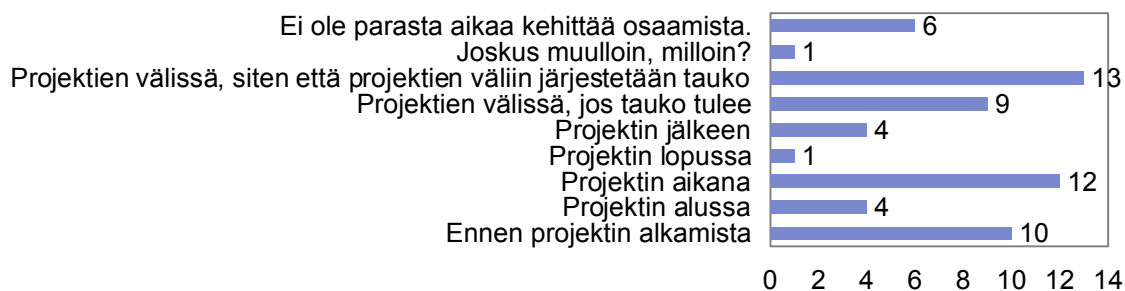 Ei ole parasta aikaa kehittää osaamista. 6
Joskus muulloin, milloin? 1
Projektien välissä, siten että projektien väliin järjestetään tauko 13
Projektien välissä, jos tauko tulee 9
Projektin jälkeen 4
Projektin lopussa 1
Projektin aikana 12
Projektin alussa 4
Ennen projektin alkamista 10
0 2 4 6 8 10 12 14